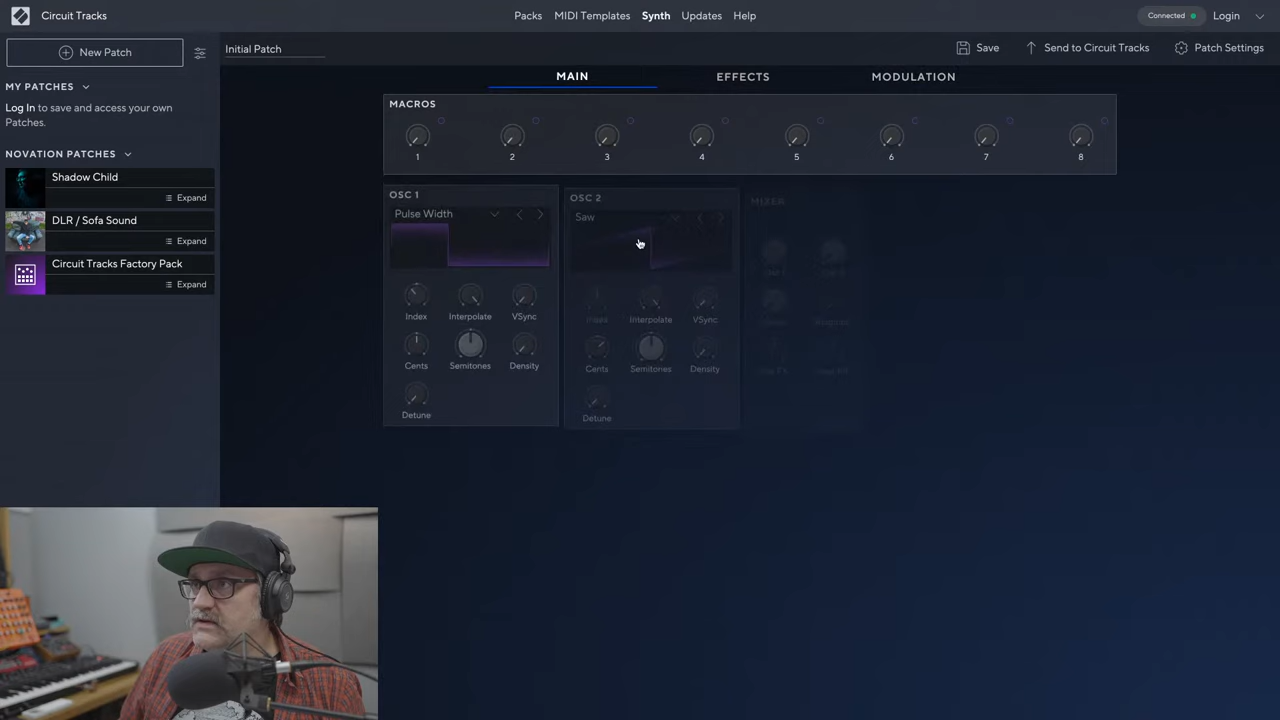 Circuit Tracks
Packs
MIDI Templates
Synth
Updates
Help
Connected
Login
New Patch
Initial Patch
Save
Send to Circuit Tracks
Patch Settings
MY PATCHES
Log In to save and access your own
Patches.
NOVATION PATCHES
Shadow Child
Expand
DLR / Sofa Sound
Expand
Circuit Tracks Factory Pack
Expand
MAIN
EFFECTS
MODULATION
MACROS
1
2
3
4
5
6
7
8
OSC 1
Pulse Width
Index
Interpolate
VSync
Cents
Semitones
Density
Detune
OSC 2
Saw
Index
Interpolate
VSync
Cents
Semitones
Density
Detune
MIXER